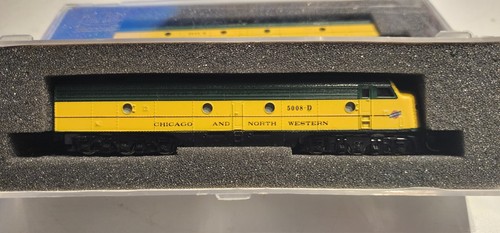 5008-D
CHICAGO AND NORTH WESTERN